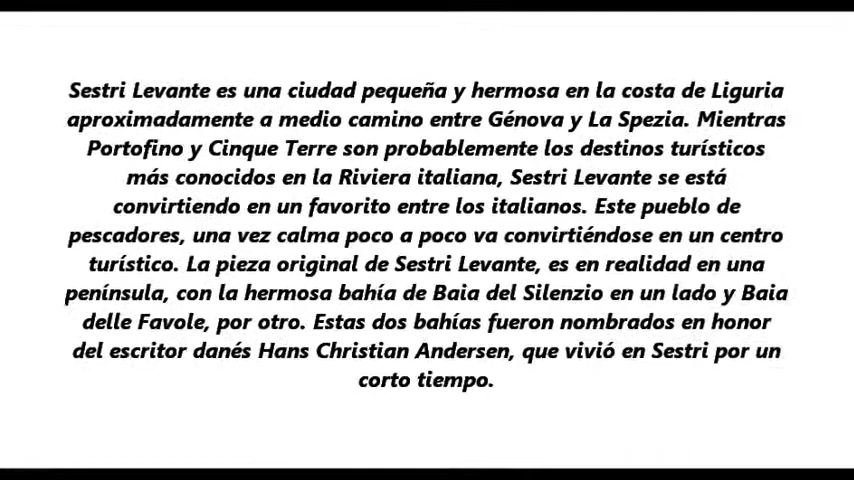 Sestri Levante es una ciudad pequeña y hermosa en la costa de Liguria
aproximadamente a medio camino entre Génova y La Spezia. Mientras
Portofino y Cinque Terre son probablemente los destinos turísticos
más conocidos en la Riviera italiana, Sestri Levante se está
convirtiendo en un favorito entre los italianos. Este pueblo de
pescadores, una vez calma poco a poco va convirtiéndose en un centro
turístico. La pieza original de Sestri Levante, es en realidad en una
península, con la hermosa bahía de Baia del Silenzio en un lado y Baia
delle Favole, por otro. Estas dos bahías fueron nombrados en honor
del escritor danés Hans Christian Andersen, que vivió en Sestri por un
corto tiempo.